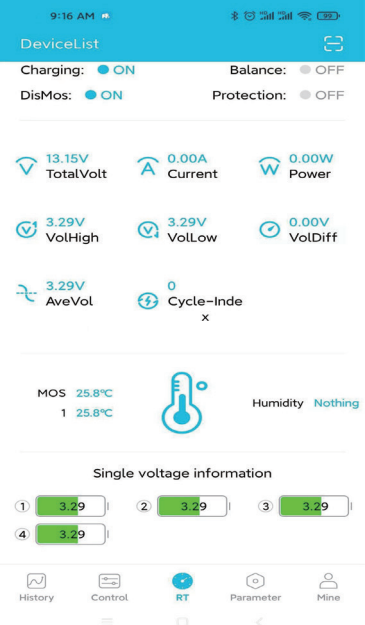 9:16 AM
99
DeviceList
Charging: ON Balance: OFF
DisMos: ON Protection: OFF
13.15V 0.00A 0.00W
TotalVolt Current Power
3.29V 3.29V 0.00V
VolHigh VolLow VolDiff
3.29V 0
AveVol Cycle-Inde
x
MOS 25.8℃
1 25.8℃
Humidity Nothing
Single voltage information
1 3.29 2 3.29 3 3.29
4 3.29
History Control RT Parameter Mine